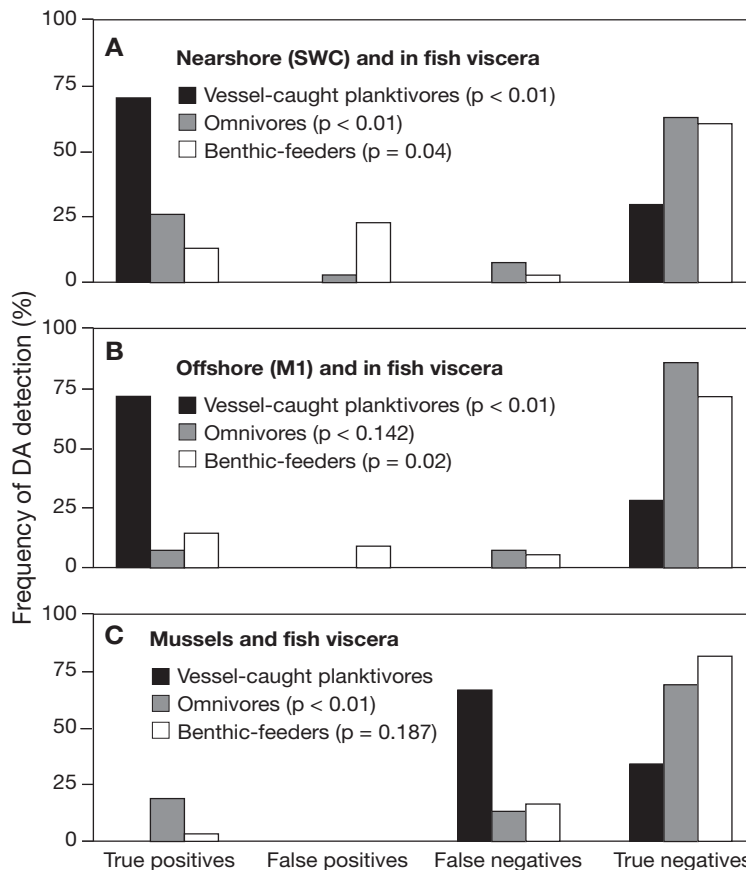 Frequency of DA detection (%)
100
75
50
25
0
A
Nearshore (SWC) and in fish viscera
Vessel-caught planktivores (p < 0.01)
Omnivores (p < 0.01)
Benthic-feeders (p = 0.04)
100
75
50
25
0
B
Offshore (M1) and in fish viscera
Vessel-caught planktivores (p < 0.01)
Omnivores (p < 0.142)
Benthic-feeders (p = 0.02)
100
75
50
25
0
C
Mussels and fish viscera
Vessel-caught planktivores
Omnivores (p < 0.01)
Benthic-feeders (p = 0.187)
True positives False positives False negatives True negatives